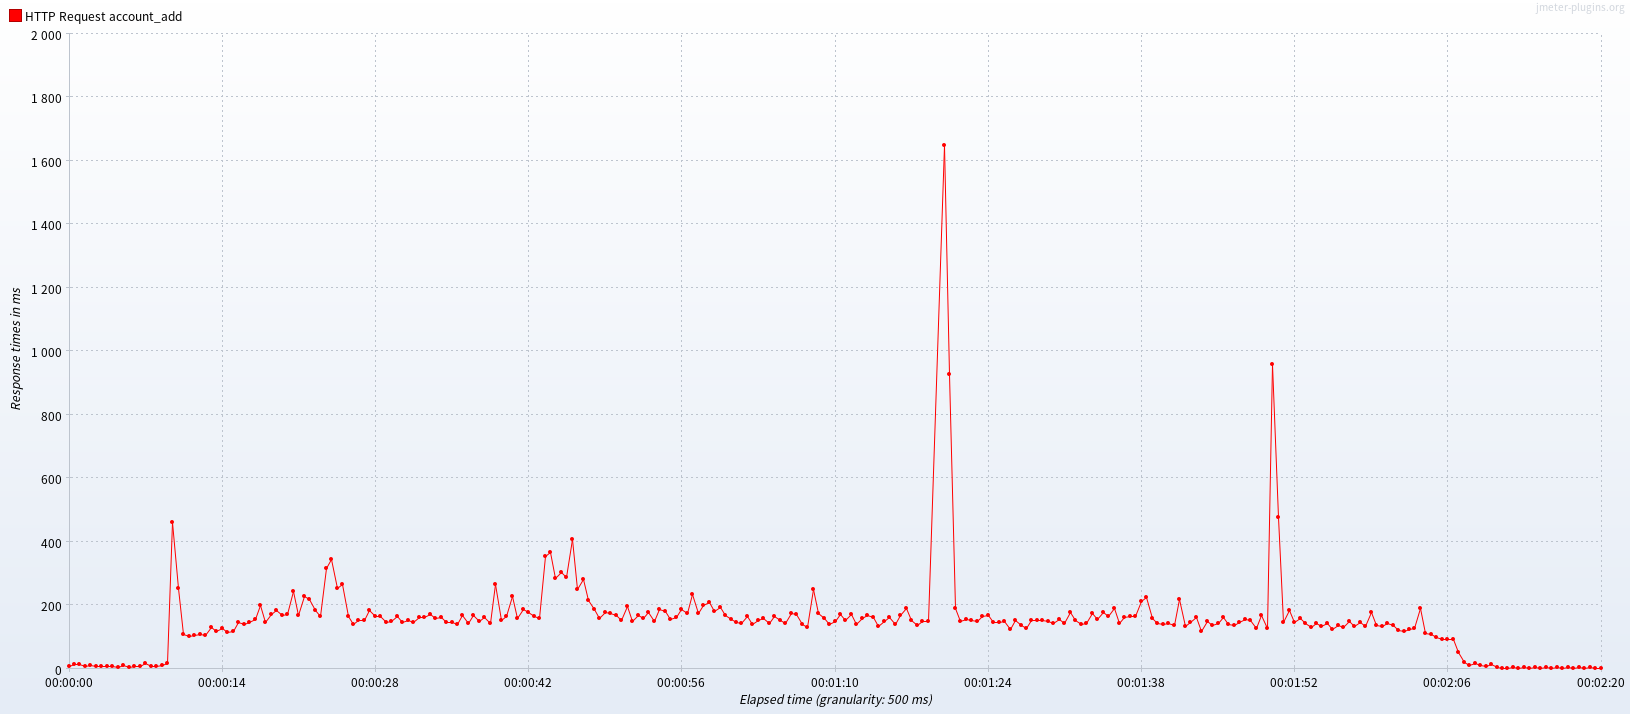 HTTP Request account_add
jmeter-plugins.org
2 000
1 800
1 600
1 400
1 200
1 000
800
600
400
200
0
Response times in ms
00:00:00 00:00:14 00:00:28 00:00:42 00:00:56 00:01:10 00:01:24 00:01:38 00:01:52 00:02:06 00:02:20
Elapsed time (granularity: 500 ms)